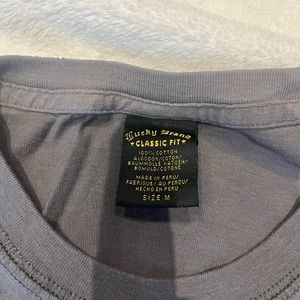 Lucky Brand
★CLASSIC FIT★
100% COTTON
ALGODON/COTON/
BAUMWOLLE KATOEN/
BOMULD/COTONE/
MADE IN PERU/
FABRIQUE/ AU PEROU/
HECHO EN PERU
SIZE M